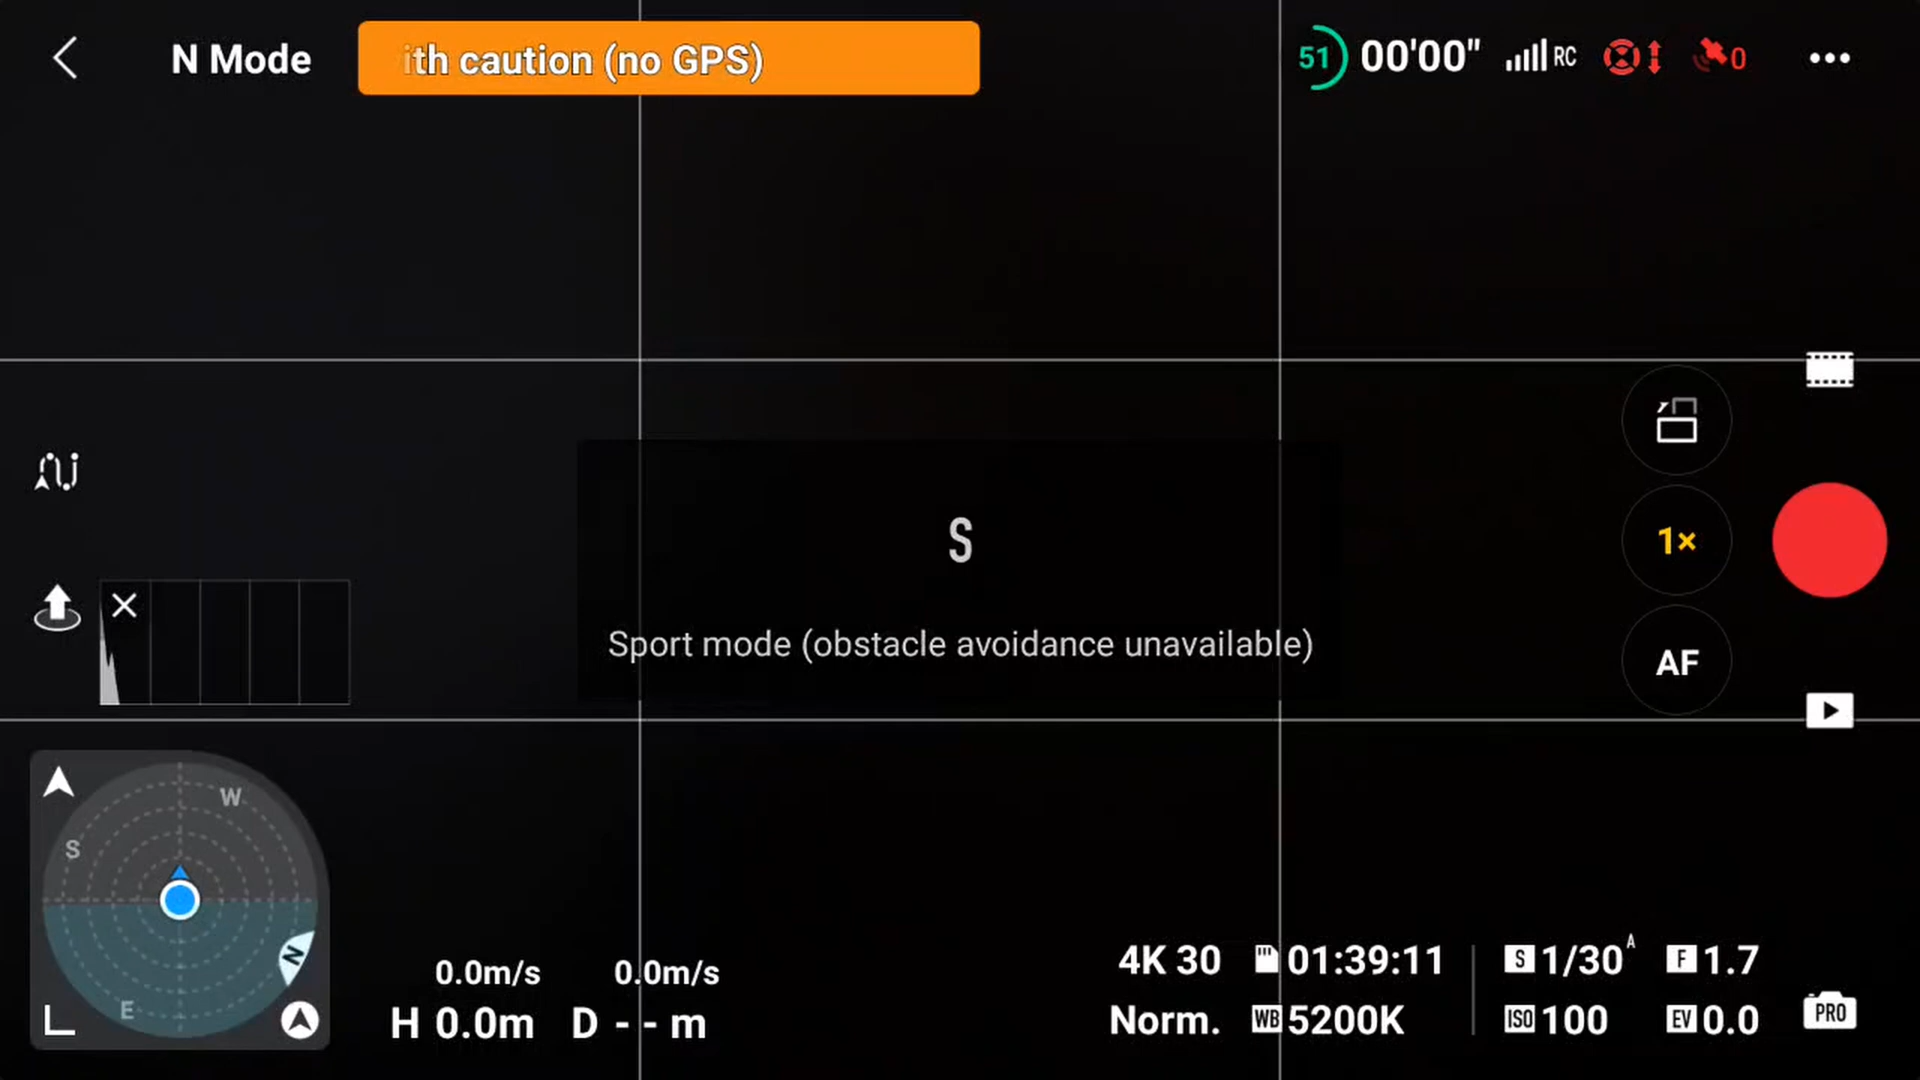 N Mode
ith caution (no GPS)
51 00'00" RC 0
S
Sport mode (obstacle avoidance unavailable)
1×
AF
W
S
N
E
0.0m/s 0.0m/s
H 0.0m D - - m
4K 30 01:39:11 S 1/30 A F 1.7
Norm. WB 5200K ISO 100 EV 0.0
PRO